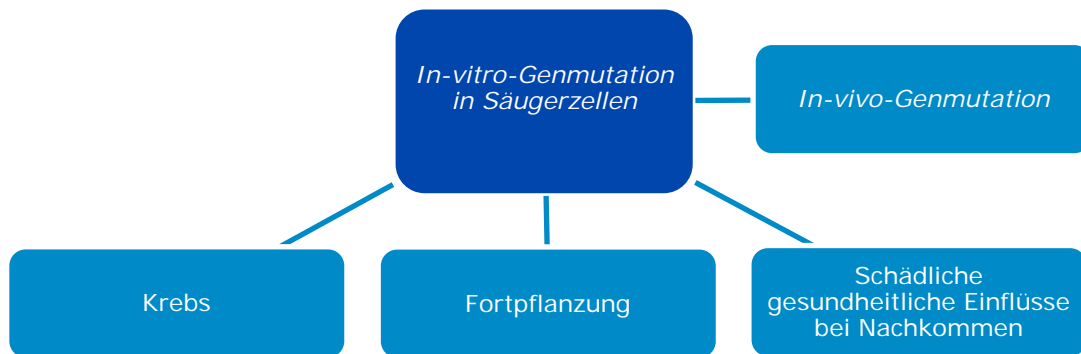 In-vitro-Genmutation
in Säugerzellen
In-vivo-Genmutation
Krebs
Fortpflanzung
Schädliche
gesundheitliche Einflüsse
bei Nachkommen